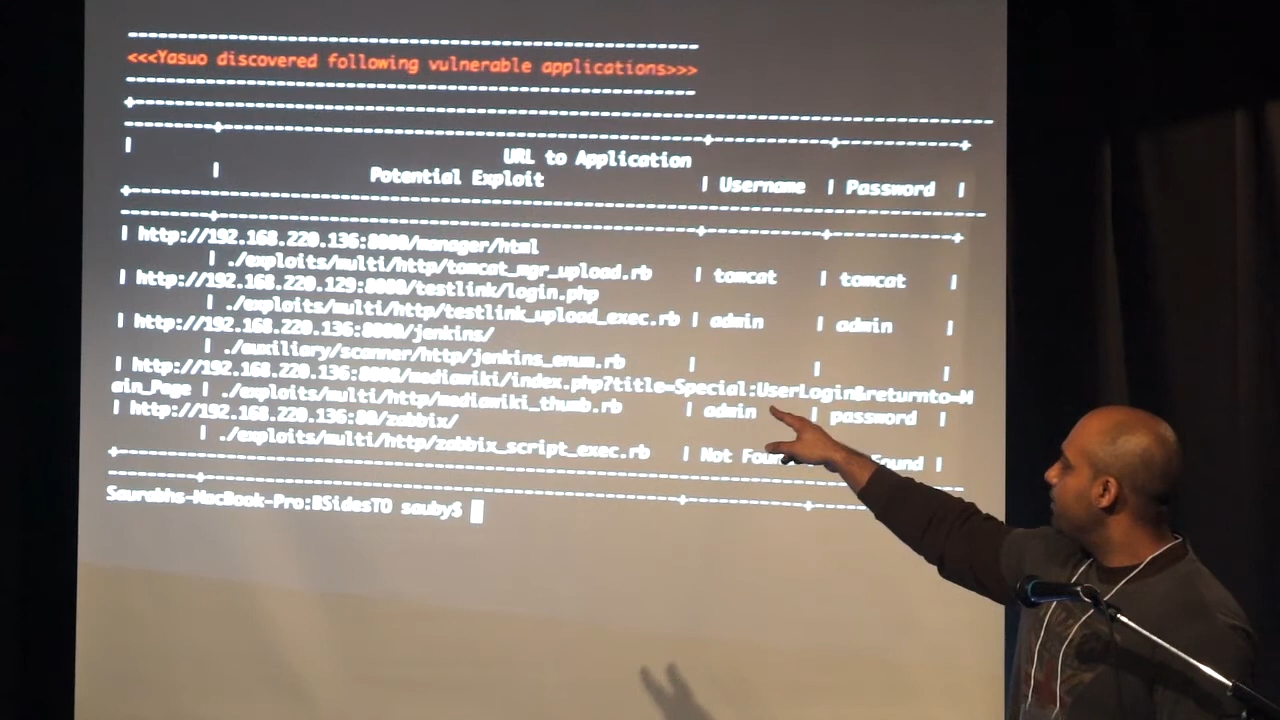 <<<Yasuo discovered following vulnerable applications>>>
| URL to Application
| Potential Exploit | Username | Password |
| http://192.168.220.136:8080/manager/html
| ./exploits/multi/http/tomcat_mgr_upload.rb | tomcat | tomcat |
| http://192.168.220.129:8080/testlink/login.php
| ./exploits/multi/http/testlink_upload_exec.rb | admin | admin |
| http://192.168.220.136:8080/jenkins/
| ./auxiliary/scanner/http/jenkins_enum.rb | | |
| http://192.168.220.136:8008/mediawiki/index.php?title=Special:UserLogin&returnto=M
ain_Page | ./exploits/multi/http/mediawiki_thumb.rb | admin | password |
| http://192.168.220.136:80/zabbix/
| ./exploits/multi/http/zabbix_script_exec.rb | Not Found |
Saurabhs-MacBook-Pro:BSidesTO sauby$